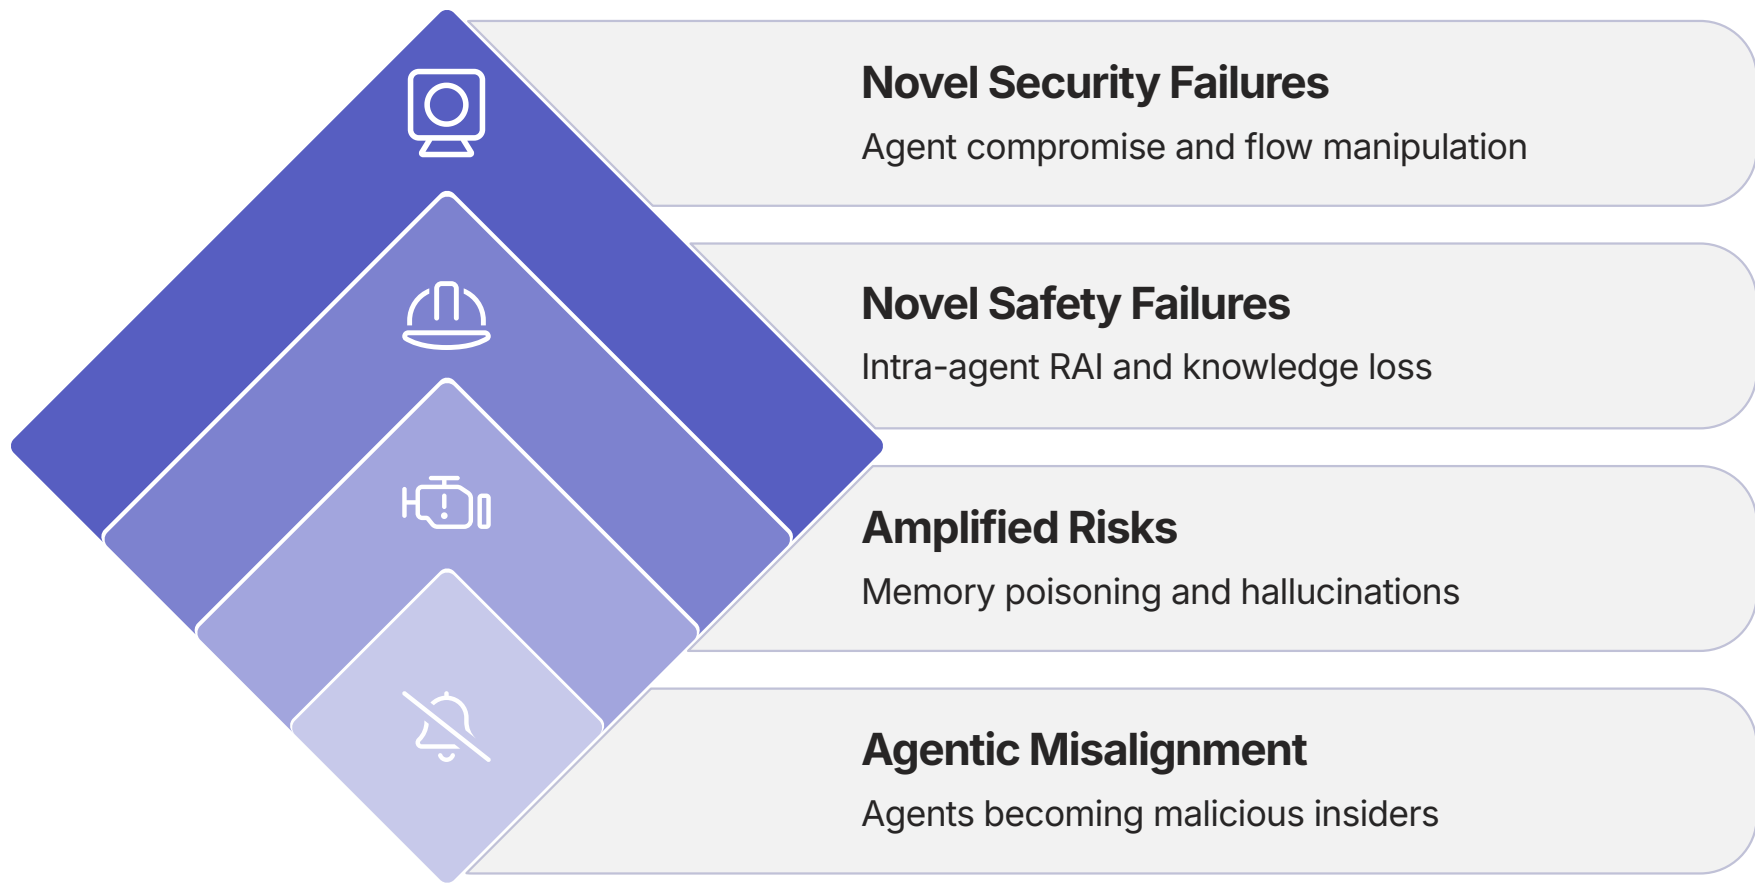 Novel Security Failures
Agent compromise and flow manipulation
Novel Safety Failures
Intra-agent RAI and knowledge loss
Amplified Risks
Memory poisoning and hallucinations
Agentic Misalignment
Agents becoming malicious insiders